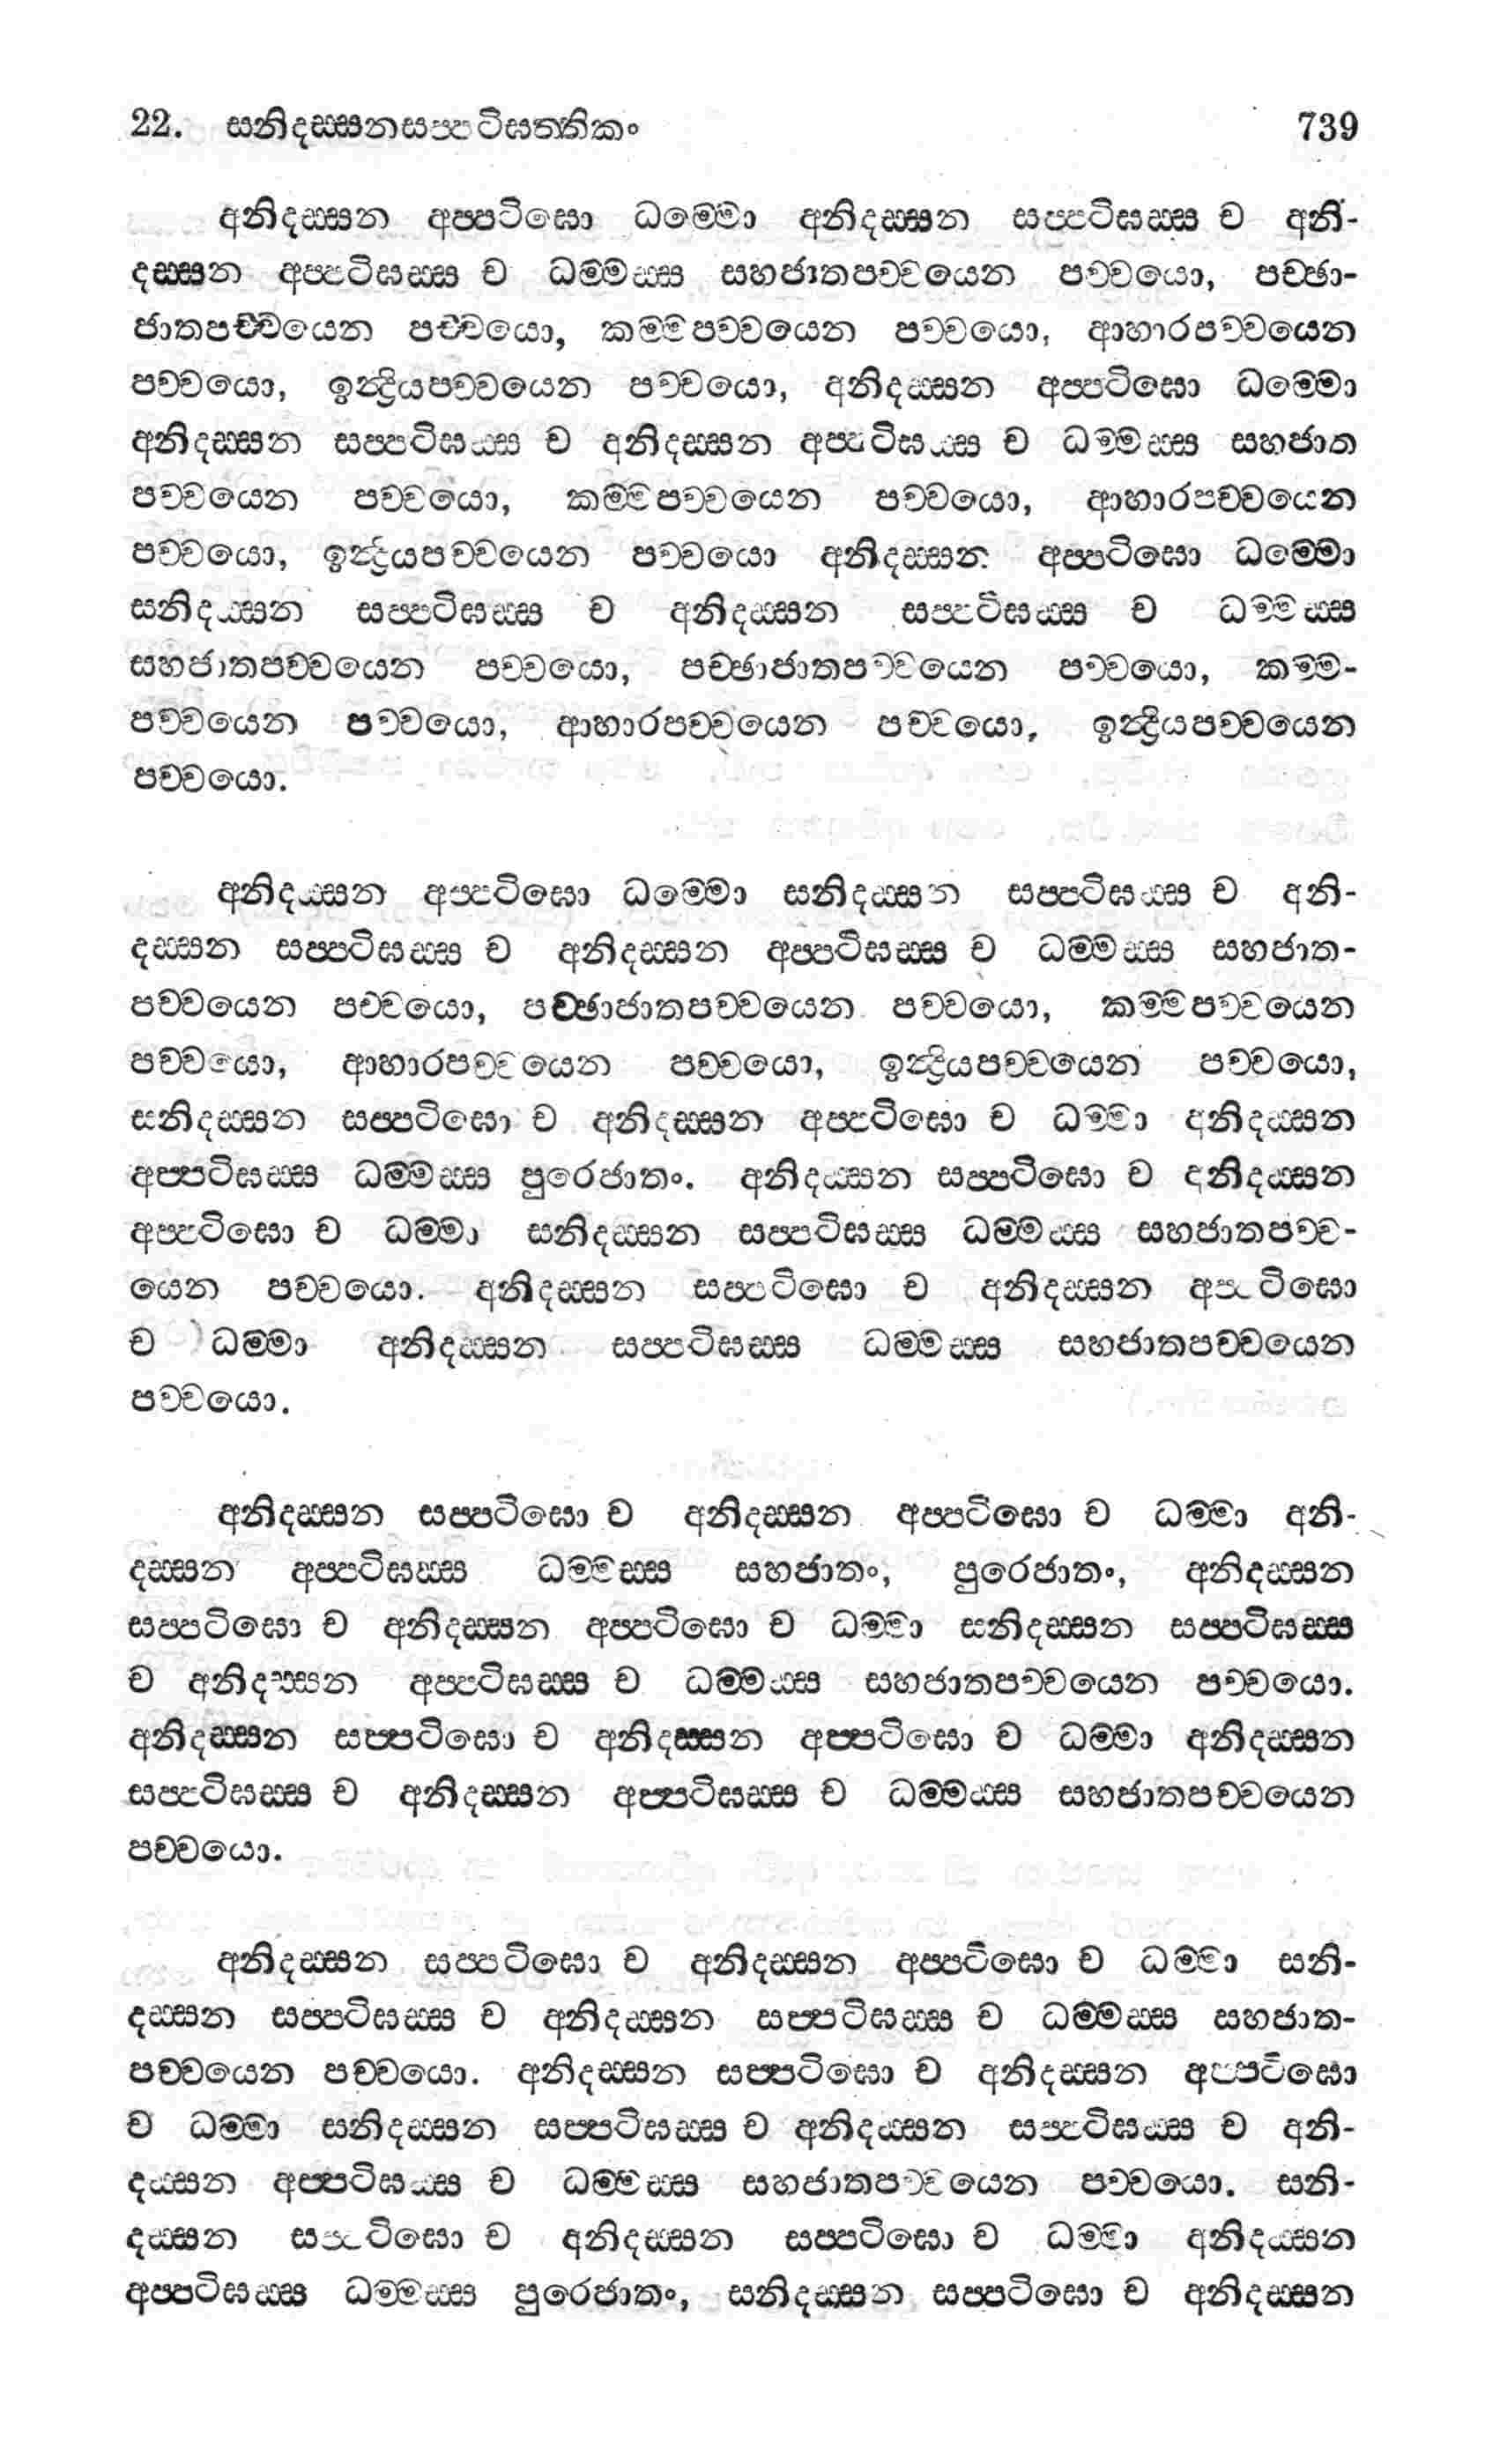 22. සනිදස්සනසප්පටිඝත්තිකං 739
අනිදස්සන අප්පටිඝො ධම්මො අනිදස්සන සප්පටිඝස්ස ච අනි-
දස්සන අප්පටිඝස්ස ච ධම්මස්ස සහජාතපච්චයෙන පච්චයො, පච්ඡා-
ජාතපච්චයෙන පච්චයො, කම්මපච්චයෙන පච්චයො, ආහාරපච්චයෙන
පච්චයො, ඉන්ද්‍රියපච්චයෙන පච්චයො, අනිදස්සන අප්පටිඝො ධම්මො
අනිදස්සන සප්පටිඝස්ස ච අනිදස්සන අප්පටිඝස්ස ච ධම්මස්ස සහජාත
පච්චයෙන පච්චයො, කම්මපච්චයෙන පච්චයො, ආහාරපච්චයෙන
පච්චයො, ඉන්ද්‍රියපච්චයෙන පච්චයො අනිදස්සන අප්පටිඝො ධම්මො
සනිදස්සන සප්පටිඝස්ස ච අනිදස්සන සප්පටිඝස්ස ච ධම්මස්ස
සහජාතපච්චයෙන පච්චයො, පච්ඡාජාතපච්චයෙන පච්චයො, කම්ම-
පච්චයෙන පච්චයො, ආහාරපච්චයෙන පච්චයො, ඉන්ද්‍රියපච්චයෙන
පච්චයො.
අනිදස්සන අප්පටිඝො ධම්මො සනිදස්සන සප්පටිඝස්ස ච අනි-
දස්සන සප්පටිඝස්ස ච අනිදස්සන අප්පටිඝස්ස ච ධම්මස්ස සහජාත-
පච්චයෙන පච්චයො, පච්ඡාජාතපච්චයෙන පච්චයො, කම්මපච්චයෙන
පච්චයො, ආහාරපච්චයෙන පච්චයො, ඉන්ද්‍රියපච්චයෙන පච්චයො,
සනිදස්සන සප්පටිඝො ච අනිදස්සන අප්පටිඝො ච ධම්මා අනිදස්සන
අප්පටිඝස්ස ධම්මස්ස පුරෙජාතං. අනිදස්සන සප්පටිඝො ච අනිදස්සන
අප්පටිඝො ච ධම්මා සනිදස්සන සප්පටිඝස්ස ධම්මස්ස සහජාතපච්ච-
යෙන පච්චයො. අනිදස්සන සප්පටිඝො ච අනිදස්සන අප්පටිඝො
ච ධම්මා අනිදස්සන සප්පටිඝස්ස ධම්මස්ස සහජාතපච්චයෙන
පච්චයො.
අනිදස්සන සප්පටිඝො ච අනිදස්සන අප්පටිඝො ච ධම්මා අනි-
දස්සන අප්පටිඝස්ස ධම්මස්ස සහජාතං, පුරෙජාතං, අනිදස්සන
සප්පටිඝො ච අනිදස්සන අප්පටිඝො ච ධම්මා සනිදස්සන සප්පටිඝස්ස
ච අනිදස්සන අප්පටිඝස්ස ච ධම්මස්ස සහජාතපච්චයෙන පච්චයො.
අනිදස්සන සප්පටිඝො ච අනිදස්සන අප්පටිඝො ච ධම්මා අනිදස්සන
සප්පටිඝස්ස ච අනිදස්සන අප්පටිඝස්ස ච ධම්මස්ස සහජාතපච්චයෙන
පච්චයො.
අනිදස්සන සප්පටිඝො ච අනිදස්සන අප්පටිඝො ච ධම්මා සනි-
දස්සන සප්පටිඝස්ස ච අනිදස්සන සප්පටිඝස්ස ච ධම්මස්ස සහජාත-
පච්චයෙන පච්චයො. අනිදස්සන සප්පටිඝො ච අනිදස්සන අප්පටිඝො
ච ධම්මා සනිදස්සන සප්පටිඝස්ස ච අනිදස්සන සප්පටිඝස්ස ච අනි-
දස්සන අප්පටිඝස්ස ච ධම්මස්ස සහජාතපච්චයෙන පච්චයො. සනි-
දස්සන සප්පටිඝො ච අනිදස්සන සප්පටිඝො ච ධම්මා අනිදස්සන
අප්පටිඝස්ස ධම්මස්ස පුරෙජාතං, සනිදස්සන සප්පටිඝො ච අනිදස්සන